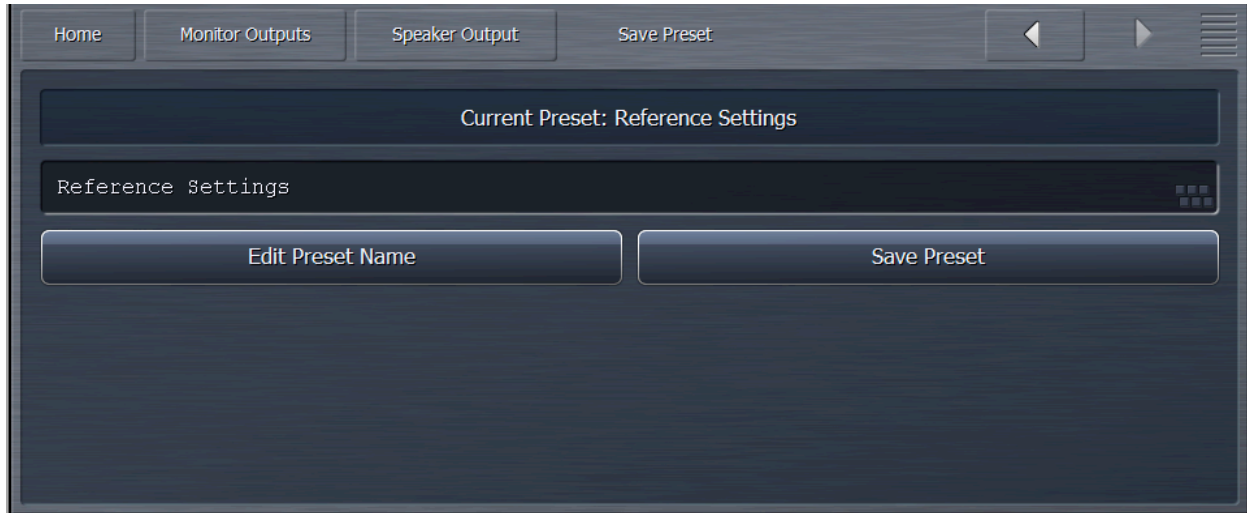 Home Monitor Outputs Speaker Output Save Preset
Current Preset: Reference Settings
Reference Settings
Edit Preset Name Save Preset